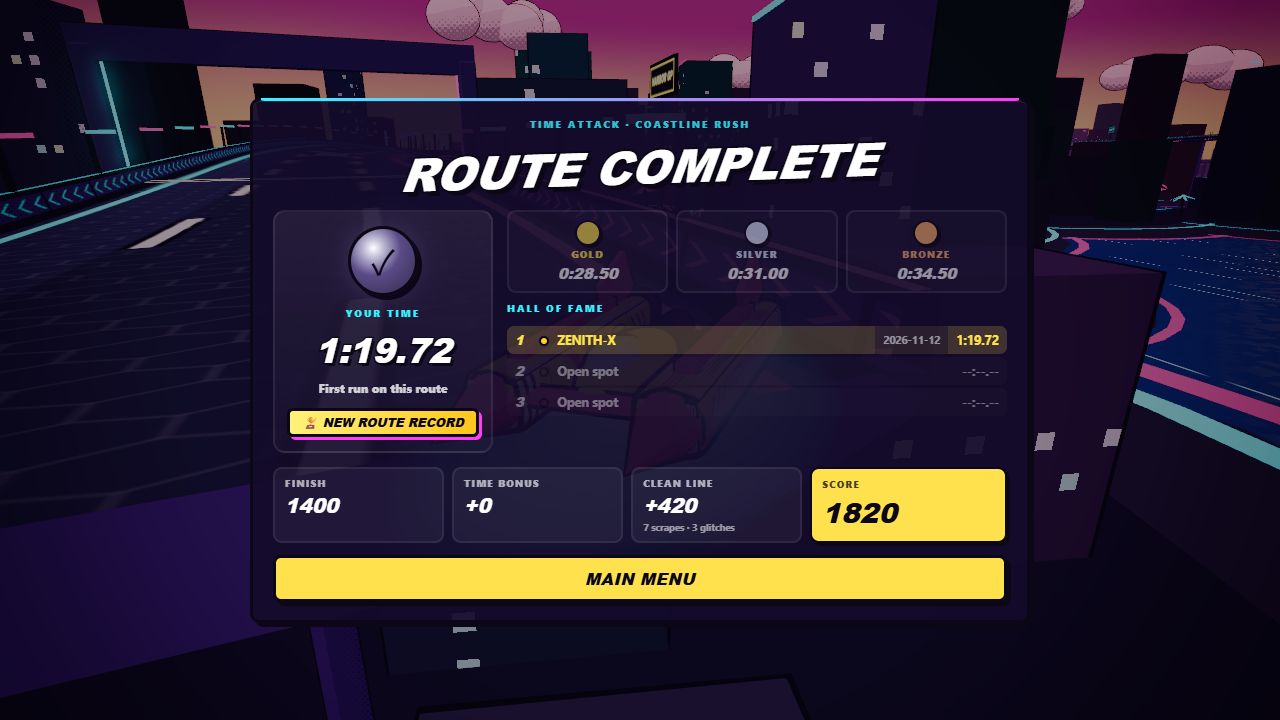 TIME ATTACK · COASTLINE RUSH
ROUTE COMPLETE
YOUR TIME
1:19.72
First run on this route
NEW ROUTE RECORD
GOLD
0:28.50
SILVER
0:31.00
BRONZE
0:34.50
HALL OF FAME
1 ZENITH-X 2026-11-12 1:19.72
2 Open spot --:--.--
3 Open spot --:--.--
FINISH
1400
TIME BONUS
+0
CLEAN LINE
+420
7 scrapes · 3 glitches
SCORE
1820
MAIN MENU